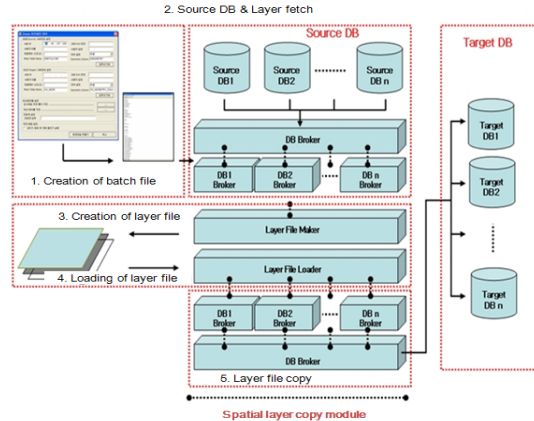 2. Source DB & Layer fetch
Source DB
Target DB
Source
DB1
Source
DB2
Source
DB n
DB Broker
DB1
Broker
DB2
Broker
DB n
Broker
1. Creation of batch file
Target
DB1
Target
DB2
Target
DB n
3. Creation of layer file
Layer File Maker
4. Loading of layer file
Layer File Loader
DB1
Broker
DB2
Broker
DB n
Broker
DB Broker
5. Layer file copy
Spatial layer copy module